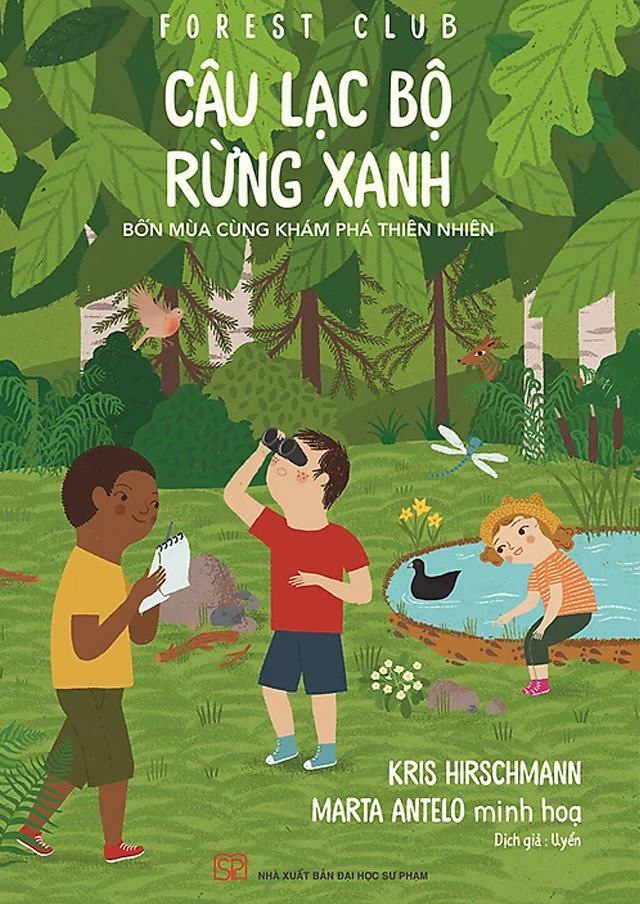 FOREST CLUB
CÂU LẠC BỘ
RỪNG XANH
BỐN MÙA CÙNG KHÁM PHÁ THIÊN NHIÊN
KRIS HIRSCHMANN
MARTA ANTELO minh hoạ
Dịch giả : Uyển
SP
NHÀ XUẤT BẢN ĐẠI HỌC SƯ PHẠM